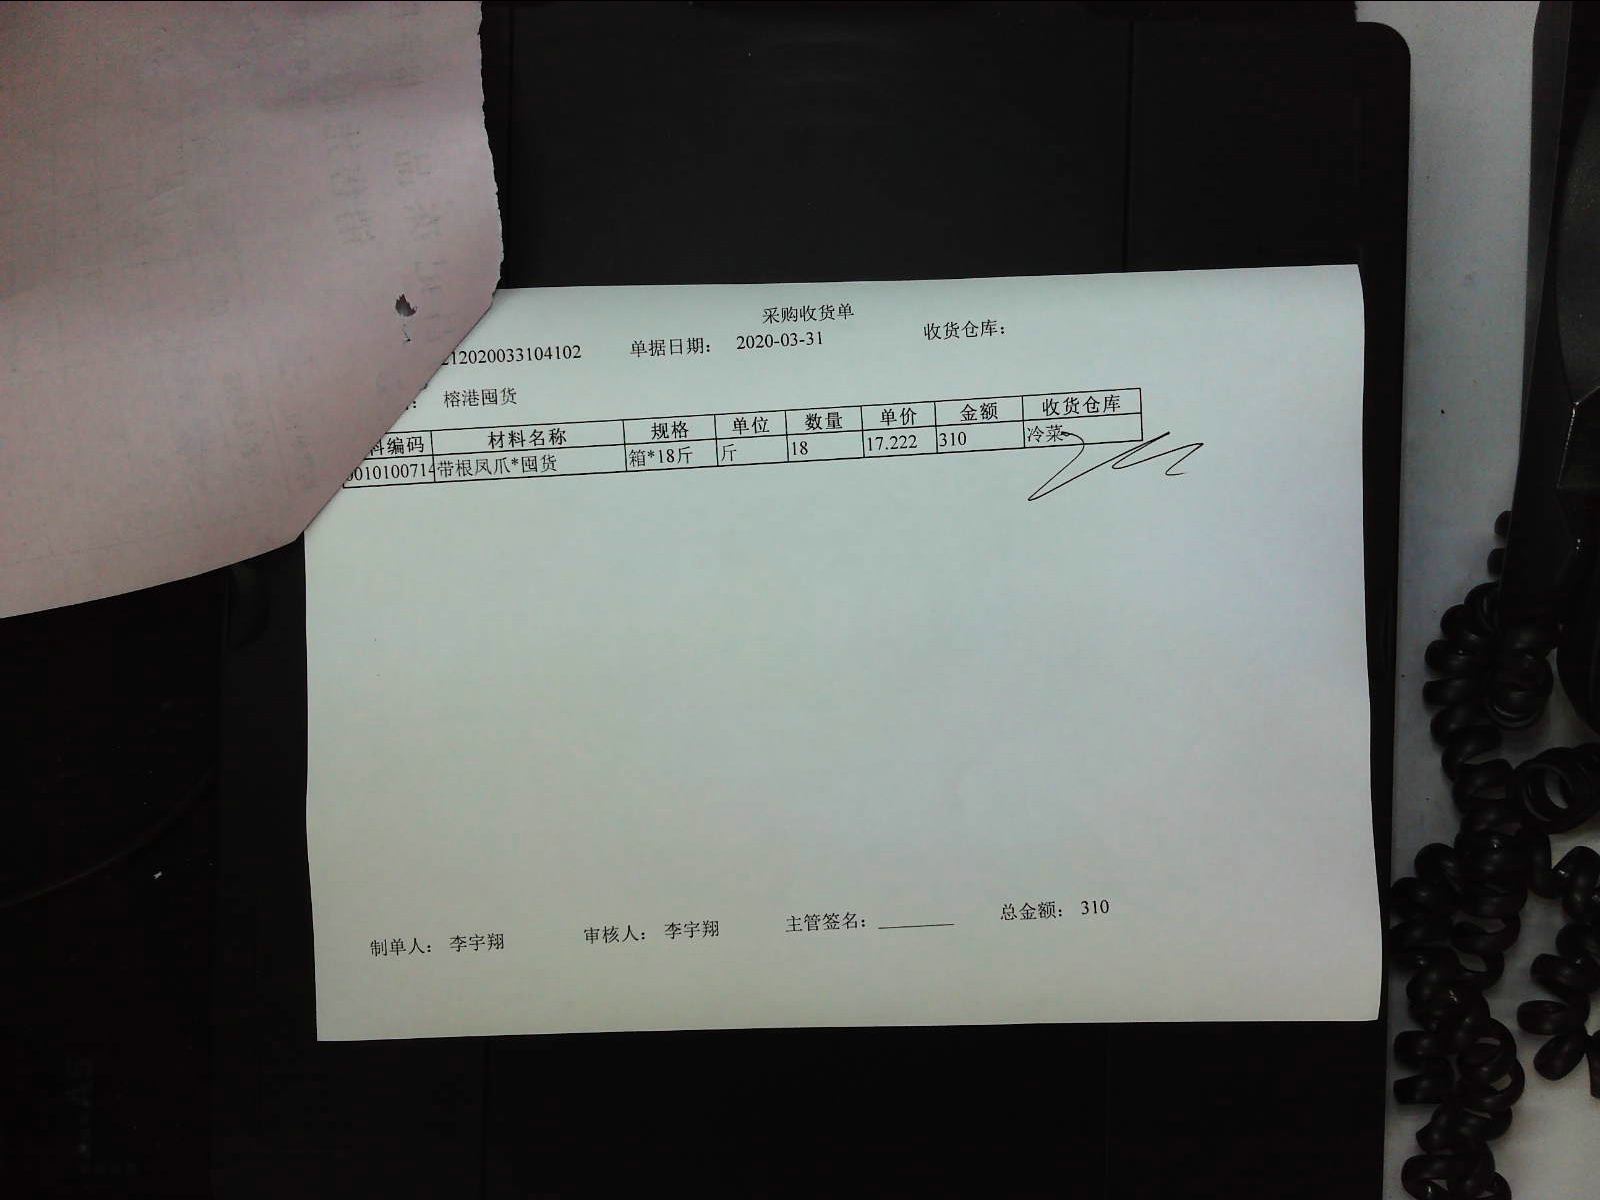 采购收货单
212020033104102 单据日期： 2020-03-31 收货仓库：
榕港囤货
料编码 材料名称 规格 单位 数量 单价 金额 收货仓库
0010100714 带根凤爪*囤货 箱*18斤 斤 18 17.222 310 冷菜
制单人： 李宇翔 审核人： 李宇翔 主管签名： 总金额： 310